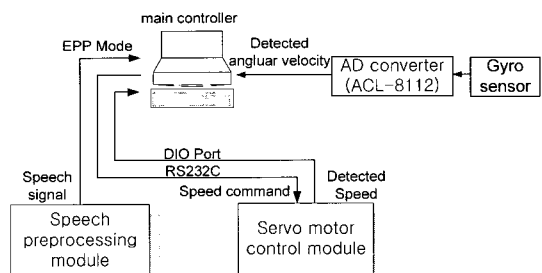 main controller
EPP Mode
Detected
angluar velocity
AD converter
(ACL-8112)
Gyro
sensor
DIO Port
RS232C
Speech
signal
Speed command
Detected
Speed
Speech
preprocessing
module
Servo motor
control module